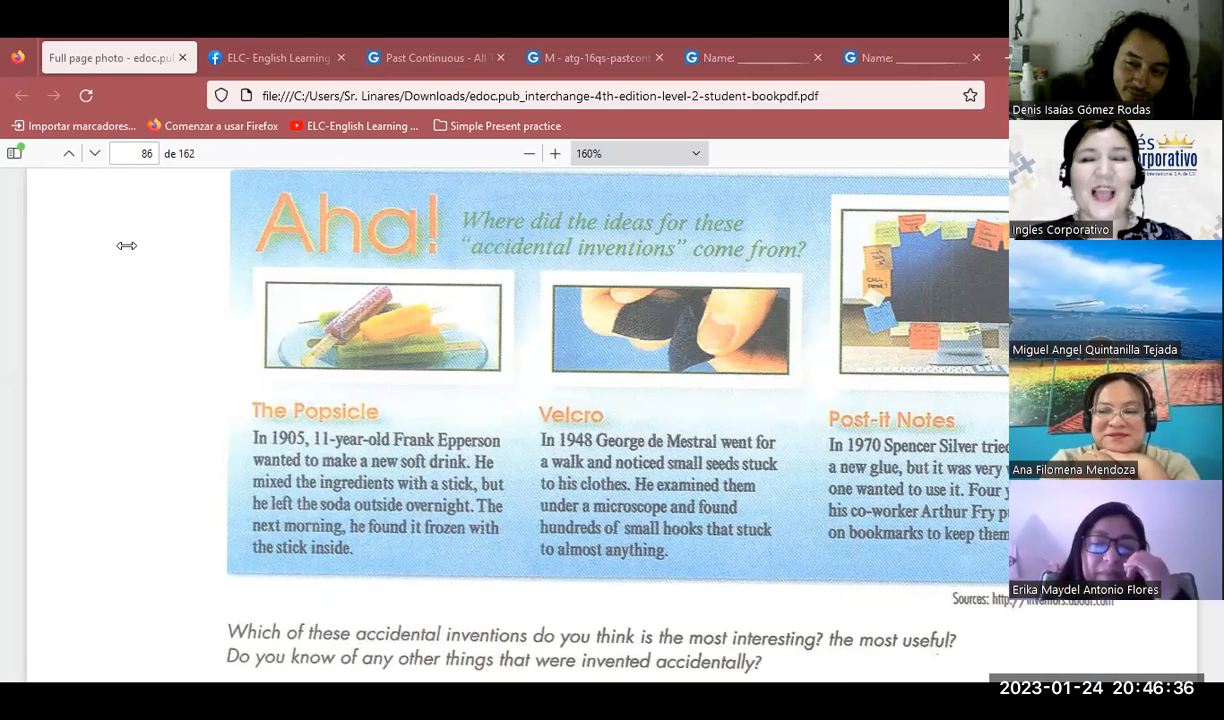 Full page photo - edoc.pu
ELC- English Learning
Past Continuous - All
M - atg-16qs-pastcont
Name:
Name:
file:///C:/Users/Sr. Linares/Downloads/edoc.pub_interchange-4th-edition-level-2-student-bookpdf.pdf
Importar marcadores...
Comenzar a usar Firefox
ELC-English Learning ...
Simple Present practice
86 de 162
160%
Aha!
Where did the ideas for these
"accidental inventions" come from?
The Popsicle
In 1905, 11-year-old Frank Epperson
wanted to make a new soft drink. He
mixed the ingredients with a stick, but
he left the soda outside overnight. The
next morning, he found it frozen with
the stick inside.
Velcro
In 1948 George de Mestral went for
a walk and noticed small seeds stuck
to his clothes. He examined them
under a microscope and found
hundreds of small hooks that stuck
to almost anything.
Post-it Notes
In 1970 Spencer Silver tried
a new glue, but it was very
one wanted to use it. Four
his co-worker Arthur Fry
on bookmarks to keep them
Sources: http://inventors.about.com
Which of these accidental inventions do you think is the most interesting? the most useful?
Do you know of any other things that were invented accidentally?
Denis Isaías Gómez Rodas
és
orporativo
Ingles Corporativo
Miguel Angel Quintanilla Tejada
Ana Filomena Mendoza
Erika Maydel Antonio Flores
2023-01-24 20:46:36